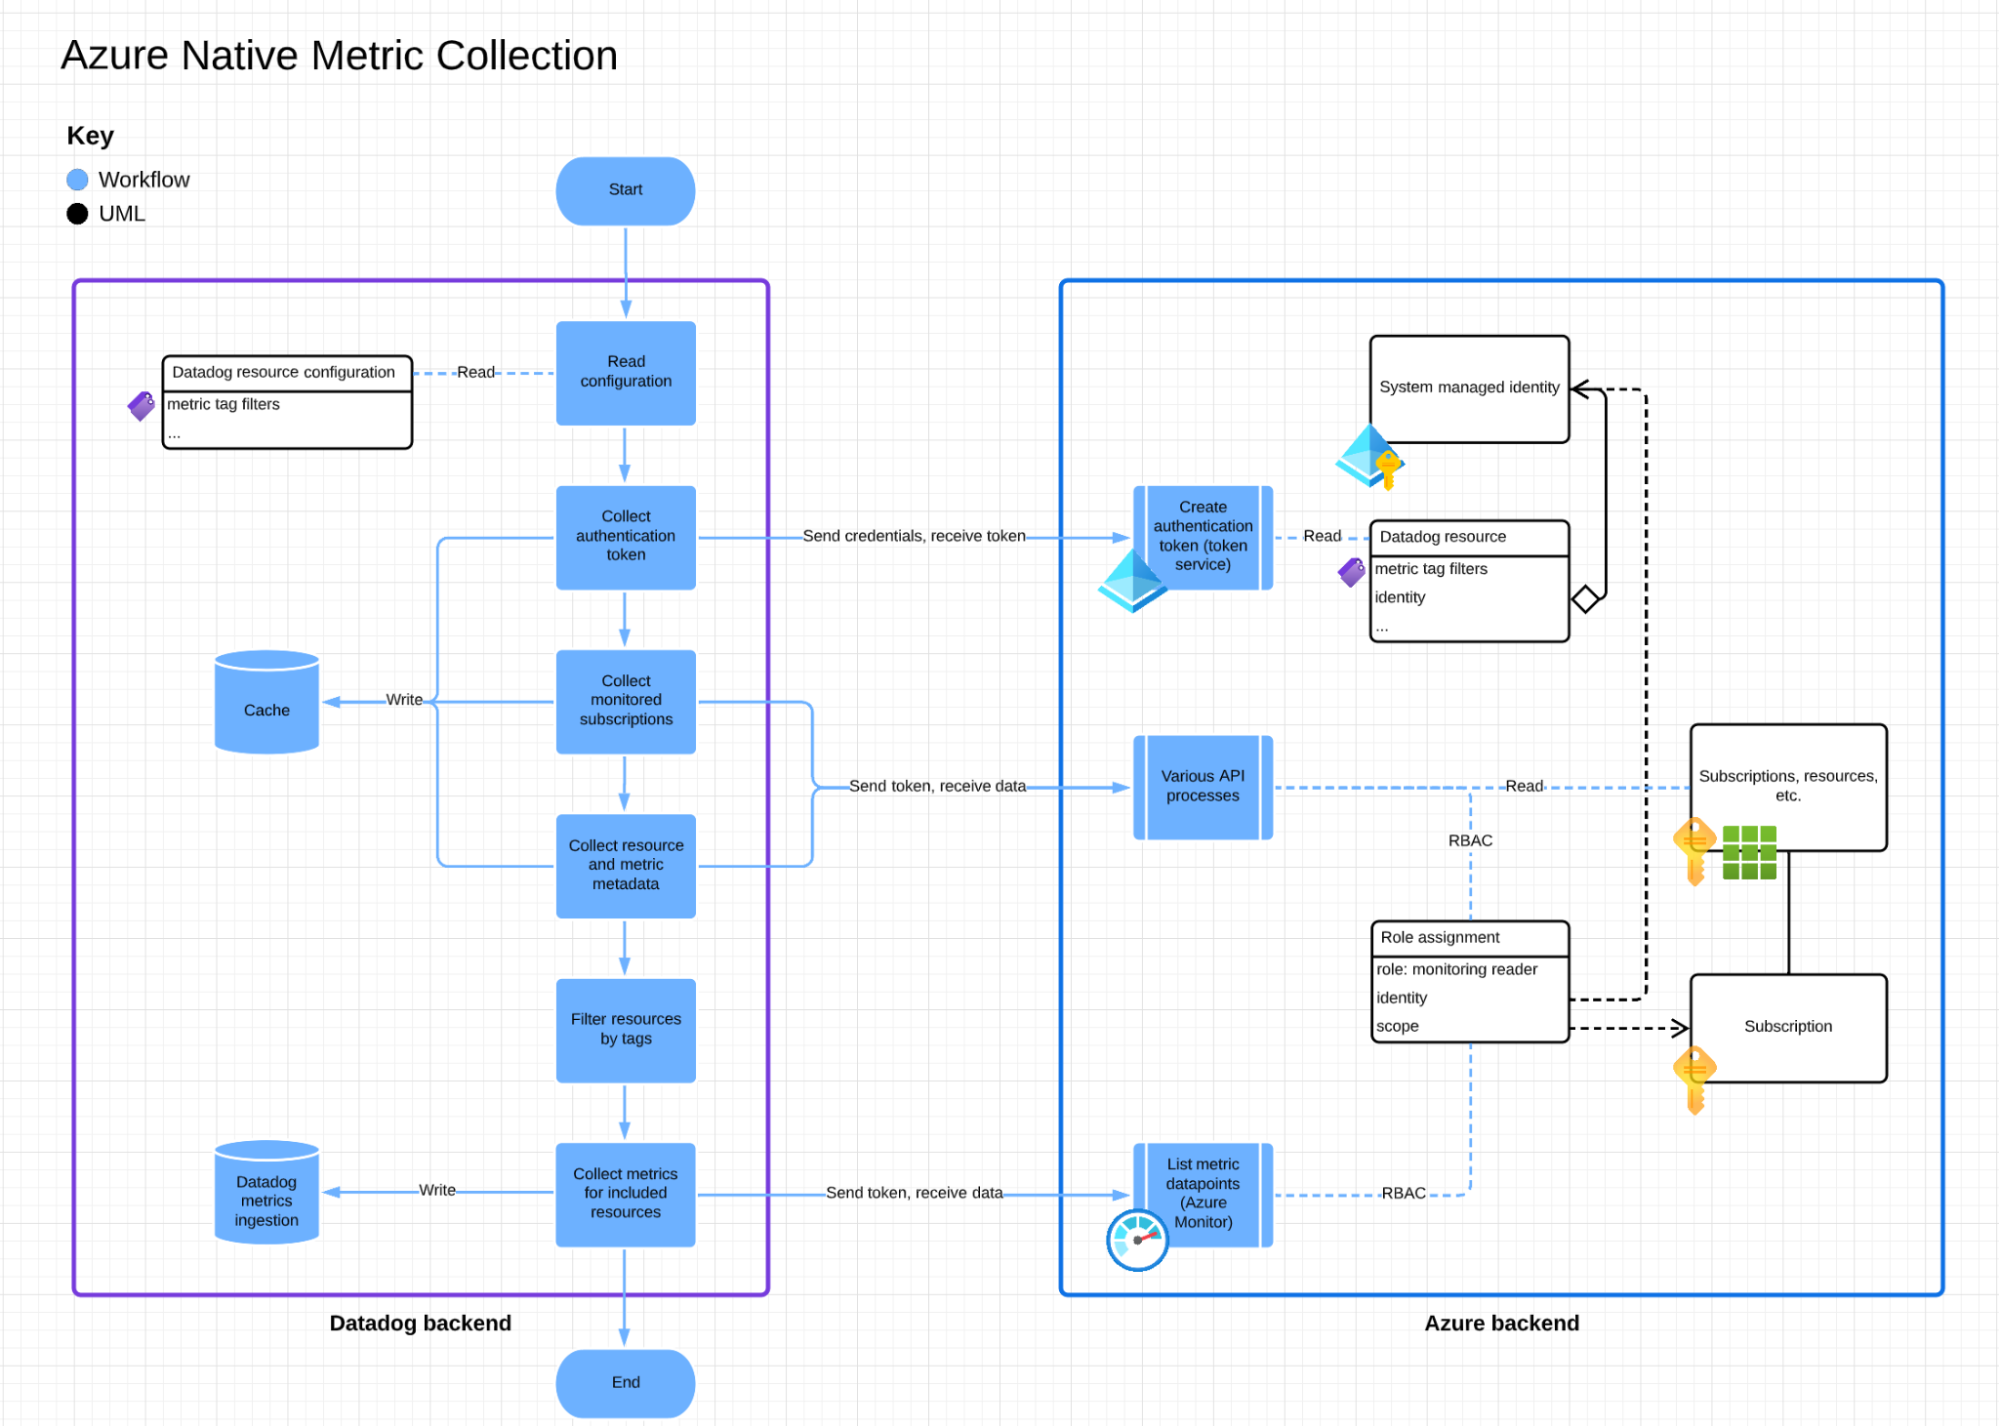 Azure Native Metric Collection
Key
Workflow
UML
Start
Read
configuration
Datadog resource configuration
metric tag filters
...
Read
Collect
authentication
token
Send credentials, receive token
Collect
monitored
subscriptions
Write
Cache
Send token, receive data
Collect resource
and metric
metadata
Filter resources
by tags
Collect metrics
for included
resources
Write
Datadog
metrics
ingestion
Send token, receive data
Datadog backend
End
System managed identity
Create
authentication
token (token
service)
Read
Datadog resource
metric tag filters
identity
...
Various API
processes
Read
Subscriptions, resources,
etc.
RBAC
Role assignment
role: monitoring reader
identity
scope
Subscription
List metric
datapoints
(Azure
Monitor)
RBAC
Azure backend